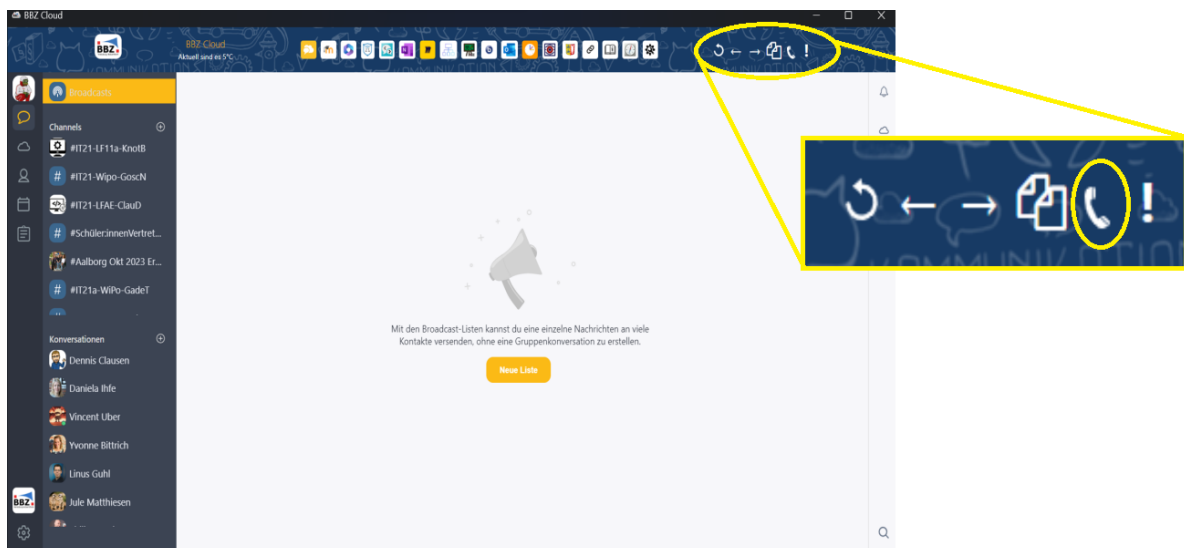 BBZ Cloud
BBZ
BBZ Cloud
Aktuell sind es 5°C
Broadcasts
Channels
#IT21-LF11a-KnotB
# #IT21-Wipo-GoscN
#IT21-LFAE-ClauD
# #Schüler:innenVertret...
#Aalborg Okt 2023 Er...
# #IT21a-WiPo-GadeT
Konversationen
Dennis Clausen
Daniela Ihfe
Vincent Uber
Yvonne Bittrich
Linus Guhl
Jule Matthiesen
BBZ
Mit den Broadcast-Listen kannst du eine einzelne Nachrichten an viele
Kontakte versenden, ohne eine Gruppenkonversation zu erstellen.
Neue Liste
!
KOMMUNIKATION